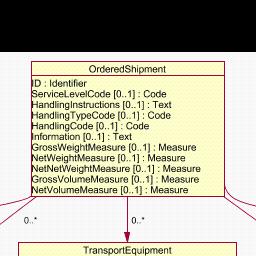 OrderedShipment
ID : Identifier
ServiceLevelCode [0..1] : Code
HandlingInstructions [0..1] : Text
HandlingTypeCode [0..1] : Code
HandlingCode [0..1] : Code
Information [0..1] : Text
GrossWeightMeasure [0..1] : Measure
NetWeightMeasure [0..1] : Measure
NetNetWeightMeasure [0..1] : Measure
GrossVolumeMeasure [0..1] : Measure
NetVolumeMeasure [0..1] : Measure
0..* 0..*
TransportEquipment